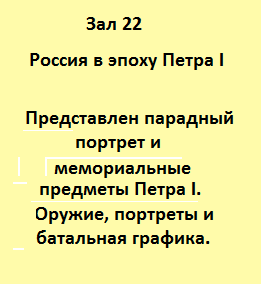 Зал 22
Россия в эпоху Петра I
Представлен парадный
портрет и
мемориальные
предметы Петра I.
Оружие, портреты и
батальная графика.